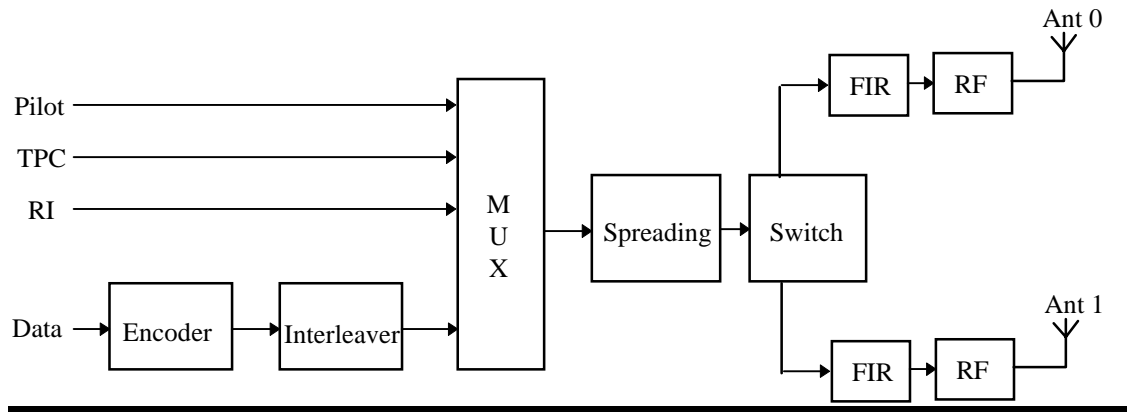 Ant 0
FIR
RF
Pilot
TPC
RI
M
U
X
Spreading
Switch
Data
Encoder
Interleaver
Ant 1
FIR
RF